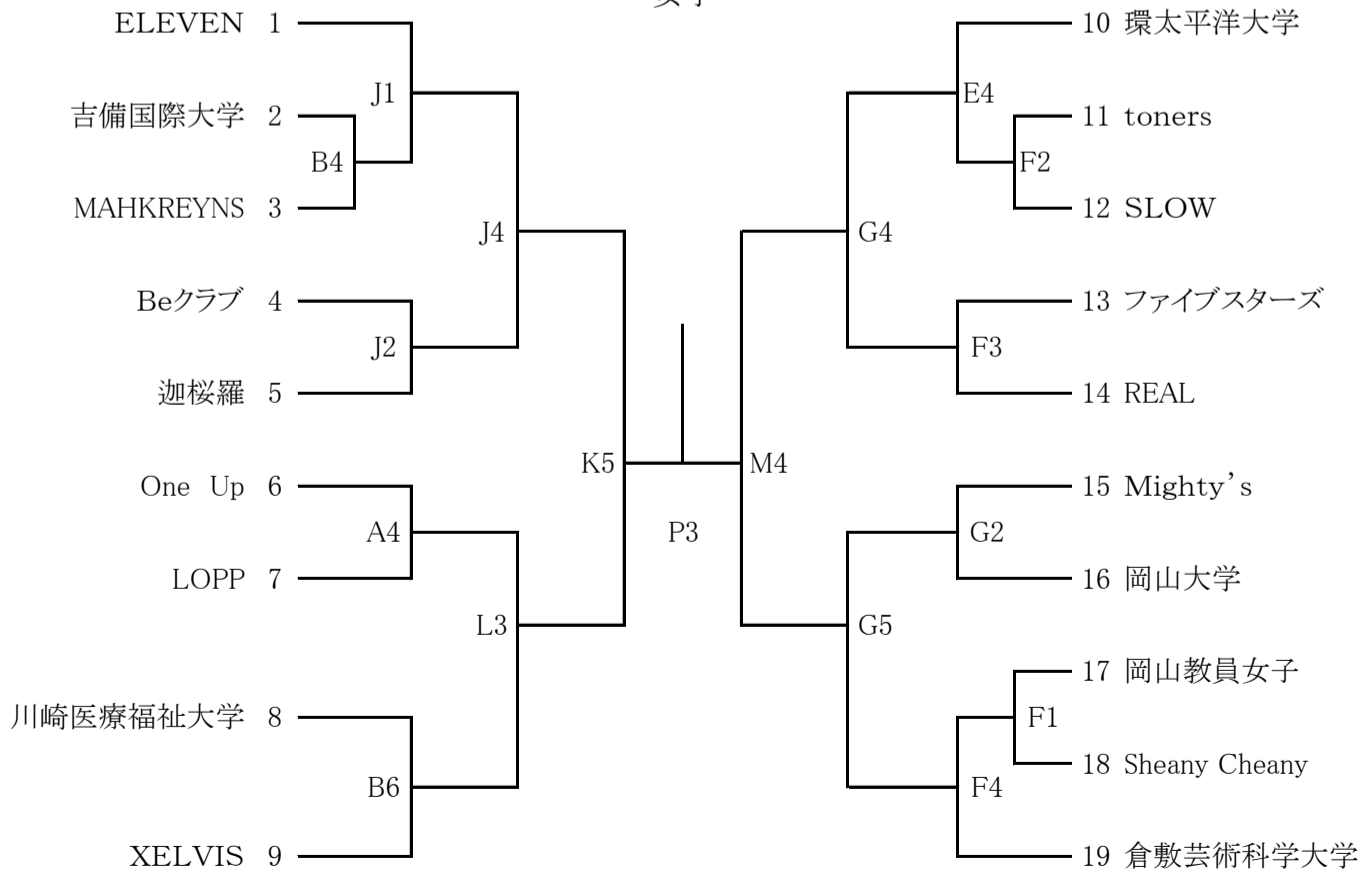 女子
ELEVEN 1
J1
吉備国際大学 2
B4
MAHKREYNS 3
J4
Beクラブ 4
J2
迦桜羅 5
K5
One Up 6
A4
LOPP 7
L3
川崎医療福祉大学 8
B6
XELVIS 9
P3
10 環太平洋大学
E4
11 toners
F2
12 SLOW
G4
13 ファイブスターズ
F3
14 REAL
M4
15 Mighty’s
G2
16 岡山大学
G5
17 岡山教員女子
F1
18 Sheany Cheany
F4
19 倉敷芸術科学大学